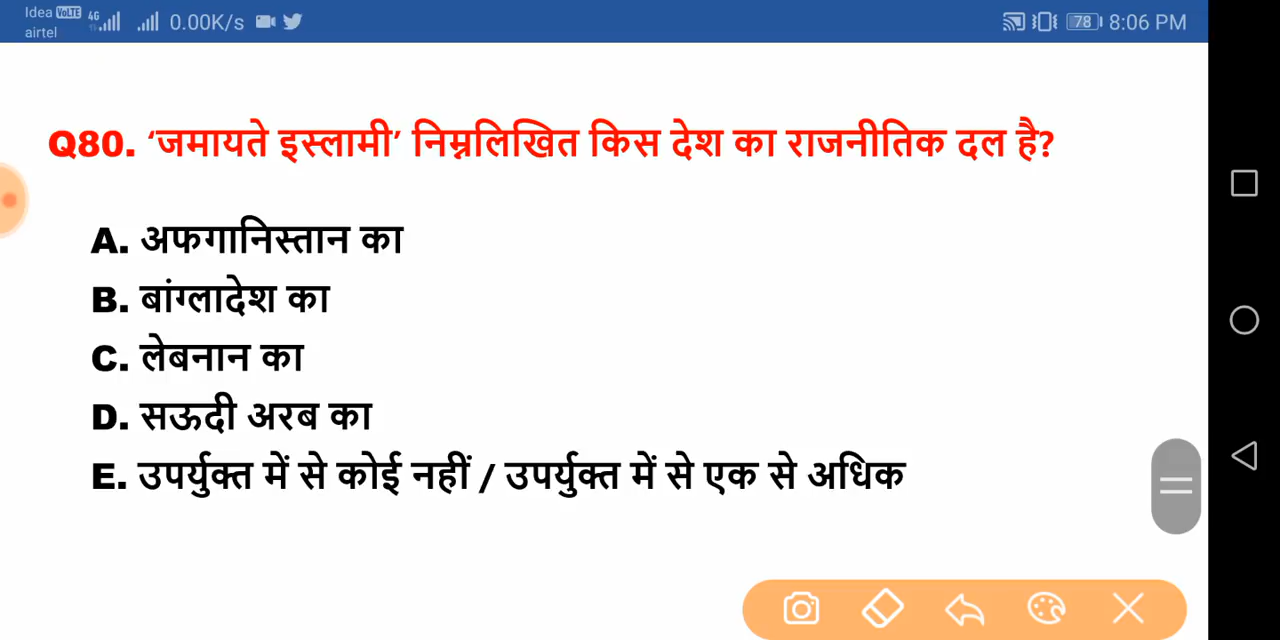 Idea VoLTE 4G 0.00K/s 78 8:06 PM
airtel
Q80. ‘जमायते इस्लामी’ निम्नलिखित किस देश का राजनीतिक दल है?
A. अफगानिस्तान का
B. बांग्लादेश का
C. लेबनान का
D. सऊदी अरब का
E. उपर्युक्त में से कोई नहीं / उपर्युक्त में से एक से अधिक